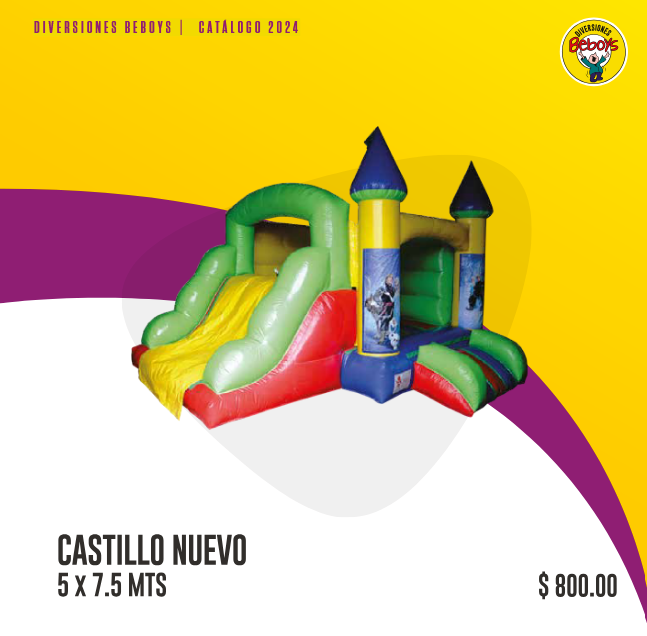 DIVERSIONES BEBOYS | CATÁLOGO 2024
DIVERSIONES
Beboys
CASTILLO NUEVO
5 X 7.5 MTS
$ 800.00